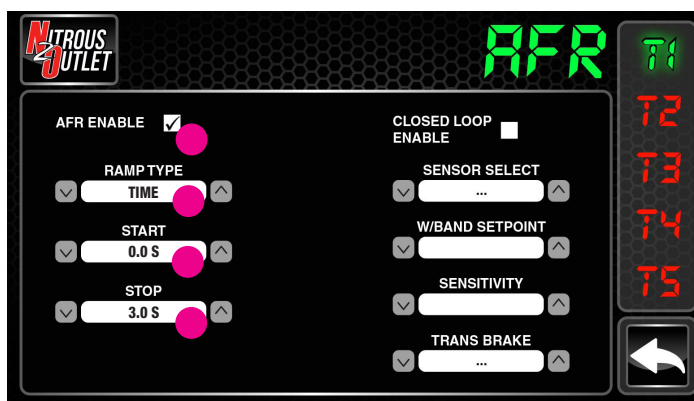 NITROUS
2
OUTLET
AFR
T1
T2
T3
T4
T5
AFR ENABLE
RAMP TYPE
TIME
START
0.0 S
STOP
3.0 S
CLOSED LOOP
ENABLE
SENSOR SELECT
...
W/BAND SETPOINT
SENSITIVITY
TRANS BRAKE
...